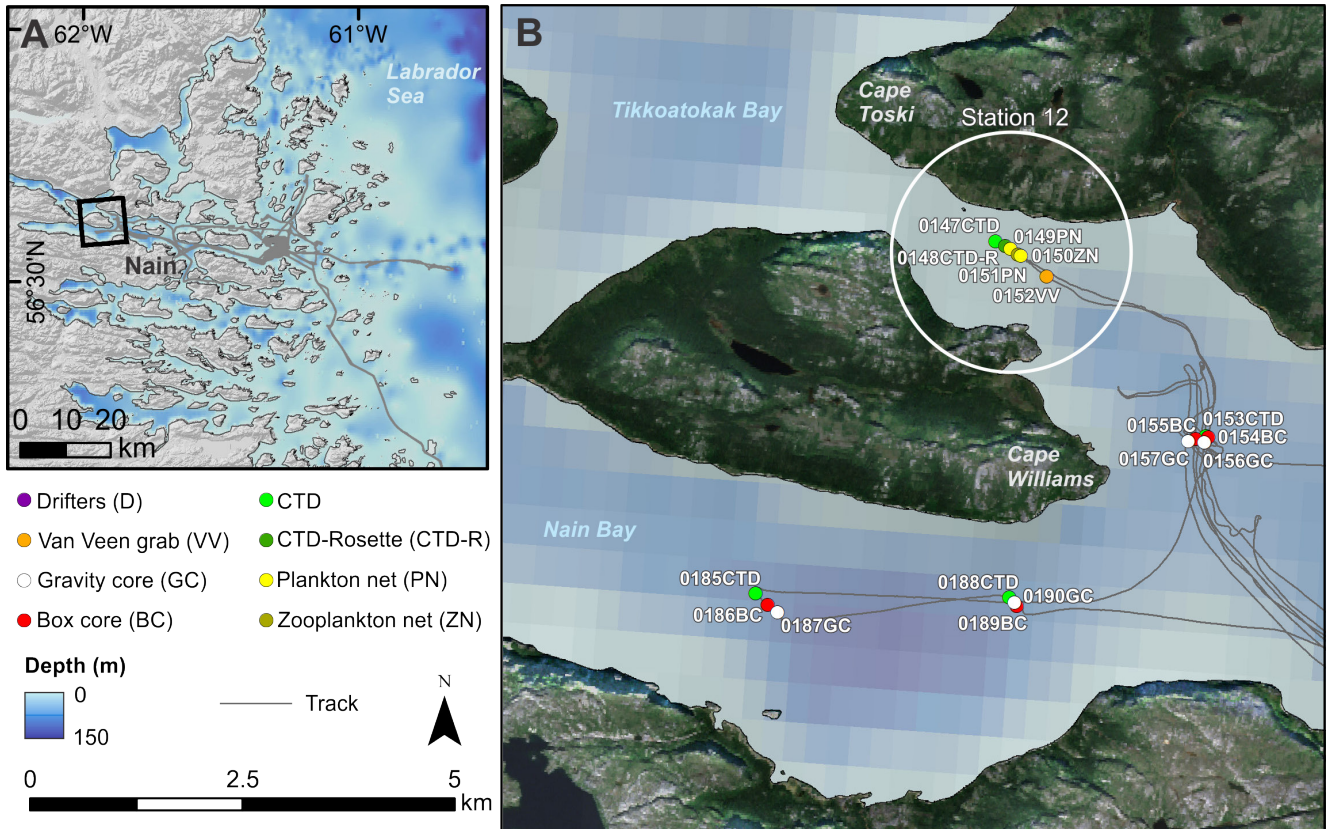 A
62°W
61°W
Labrador
Sea
56°30'N
Nain
0 10 20
km
B
Tikkoatokak Bay
Cape
Toski
Station 12
0147CTD
0149PN
0148CTD-R
0150ZN
0151PN
0152VV
0155BC
0153CTD
0154BC
0157GC
0156GC
Cape
Williams
Nain Bay
0185CTD
0188CTD
0190GC
0186BC
0187GC
0189BC
Drifters (D)
CTD
Van Veen grab (VV)
CTD-Rosette (CTD-R)
Gravity core (GC)
Plankton net (PN)
Box core (BC)
Zooplankton net (ZN)
Depth (m)
0
150
Track
N
0 2.5 5
km